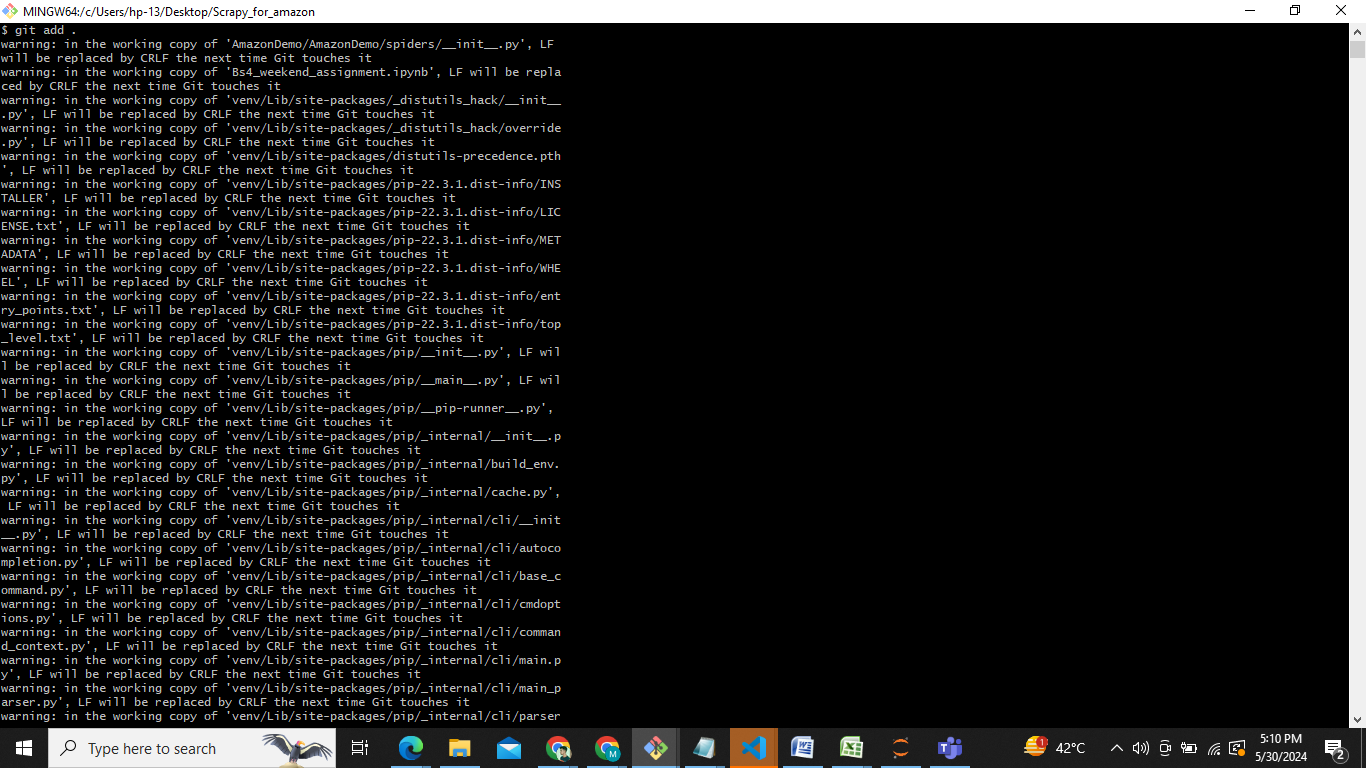 MINGW64:/c/Users/hp-13/Desktop/Scrapy_for_amazon
$ git add .
warning: in the working copy of 'AmazonDemo/AmazonDemo/spiders/__init__.py', LF
will be replaced by CRLF the next time Git touches it
warning: in the working copy of 'Bs4_weekend_assignment.ipynb', LF will be repla
ced by CRLF the next time Git touches it
warning: in the working copy of 'venv/Lib/site-packages/_distutils_hack/__init__
.py', LF will be replaced by CRLF the next time Git touches it
warning: in the working copy of 'venv/Lib/site-packages/_distutils_hack/override
.py', LF will be replaced by CRLF the next time Git touches it
warning: in the working copy of 'venv/Lib/site-packages/distutils-precedence.pth
', LF will be replaced by CRLF the next time Git touches it
warning: in the working copy of 'venv/Lib/site-packages/pip-22.3.1.dist-info/INS
TALLER', LF will be replaced by CRLF the next time Git touches it
warning: in the working copy of 'venv/Lib/site-packages/pip-22.3.1.dist-info/LIC
ENSE.txt', LF will be replaced by CRLF the next time Git touches it
warning: in the working copy of 'venv/Lib/site-packages/pip-22.3.1.dist-info/MET
ADATA', LF will be replaced by CRLF the next time Git touches it
warning: in the working copy of 'venv/Lib/site-packages/pip-22.3.1.dist-info/WHE
EL', LF will be replaced by CRLF the next time Git touches it
warning: in the working copy of 'venv/Lib/site-packages/pip-22.3.1.dist-info/ent
ry_points.txt', LF will be replaced by CRLF the next time Git touches it
warning: in the working copy of 'venv/Lib/site-packages/pip-22.3.1.dist-info/top
_level.txt', LF will be replaced by CRLF the next time Git touches it
warning: in the working copy of 'venv/Lib/site-packages/pip/__init__.py', LF wil
l be replaced by CRLF the next time Git touches it
warning: in the working copy of 'venv/Lib/site-packages/pip/__main__.py', LF wil
l be replaced by CRLF the next time Git touches it
warning: in the working copy of 'venv/Lib/site-packages/pip/__pip-runner__.py',
LF will be replaced by CRLF the next time Git touches it
warning: in the working copy of 'venv/Lib/site-packages/pip/_internal/__init__.p
y', LF will be replaced by CRLF the next time Git touches it
warning: in the working copy of 'venv/Lib/site-packages/pip/_internal/build_env.
py', LF will be replaced by CRLF the next time Git touches it
warning: in the working copy of 'venv/Lib/site-packages/pip/_internal/cache.py',
 LF will be replaced by CRLF the next time Git touches it
warning: in the working copy of 'venv/Lib/site-packages/pip/_internal/cli/__init
__.py', LF will be replaced by CRLF the next time Git touches it
warning: in the working copy of 'venv/Lib/site-packages/pip/_internal/cli/autoco
mpletion.py', LF will be replaced by CRLF the next time Git touches it
warning: in the working copy of 'venv/Lib/site-packages/pip/_internal/cli/base_c
ommand.py', LF will be replaced by CRLF the next time Git touches it
warning: in the working copy of 'venv/Lib/site-packages/pip/_internal/cli/cmdopt
ions.py', LF will be replaced by CRLF the next time Git touches it
warning: in the working copy of 'venv/Lib/site-packages/pip/_internal/cli/comman
d_context.py', LF will be replaced by CRLF the next time Git touches it
warning: in the working copy of 'venv/Lib/site-packages/pip/_internal/cli/main.p
y', LF will be replaced by CRLF the next time Git touches it
warning: in the working copy of 'venv/Lib/site-packages/pip/_internal/cli/main_p
arser.py', LF will be replaced by CRLF the next time Git touches it
warning: in the working copy of 'venv/Lib/site-packages/pip/_internal/cli/parser
Type here to search
M
1
42°C
5:10 PM
5/30/2024
2